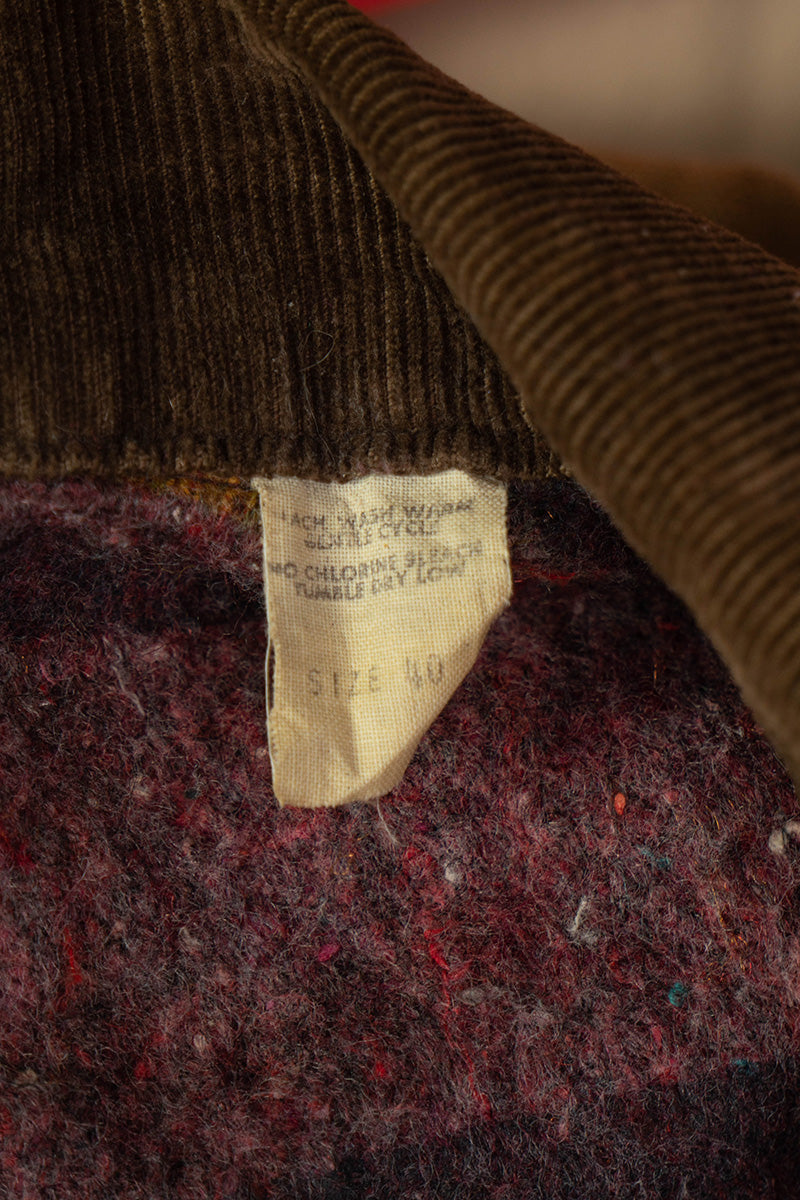 MACH WASH WARM
GENTLE CYCLE
NO CHLORINE BLEACH
TUMBLE DRY LOW
SIZE 40